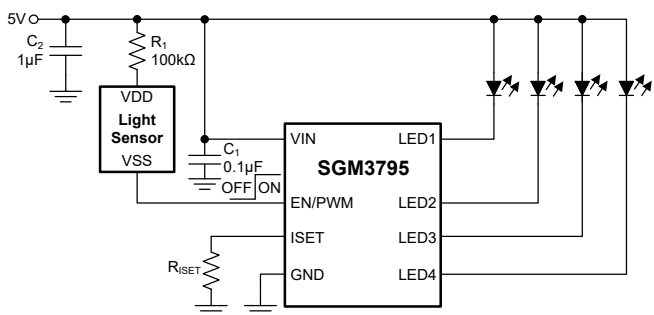 5V
C2
1μF
R1
100kΩ
VDD
Light
Sensor
VSS
C1
0.1μF
OFF ON
VIN
LED1
SGM3795
EN/PWM
LED2
ISET
LED3
RISET
GND
LED4